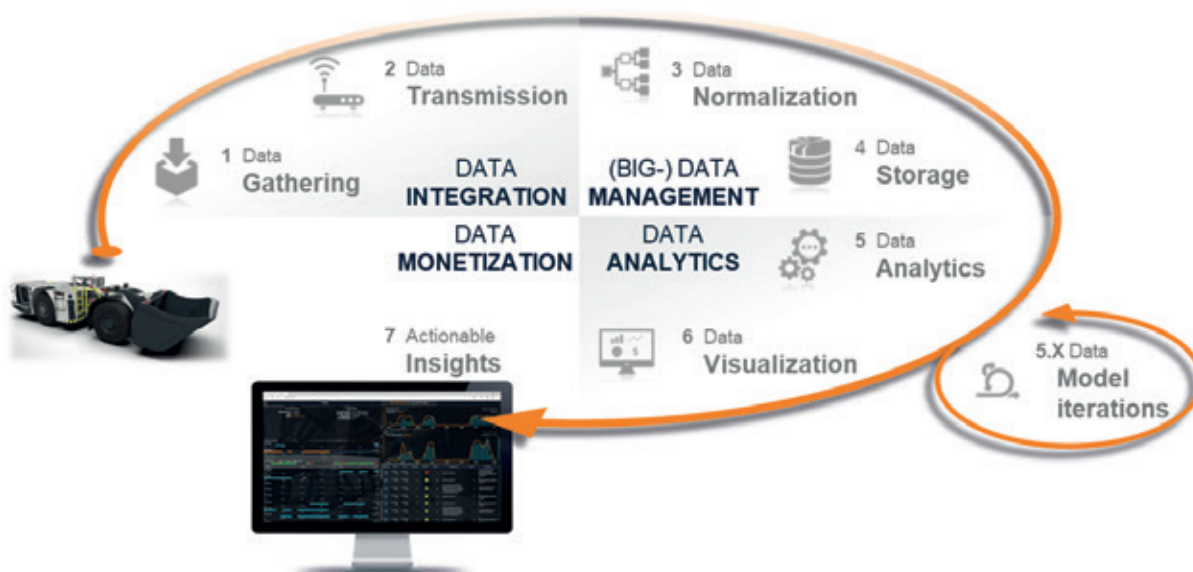 2 Data
Transmission
3 Data
Normalization
1 Data
Gathering
4 Data
Storage
DATA
INTEGRATION
(BIG-) DATA
MANAGEMENT
DATA
MONETIZATION
DATA
ANALYTICS
5 Data
Analytics
7 Actionable
Insights
6 Data
Visualization
5.X Data
Model
iterations